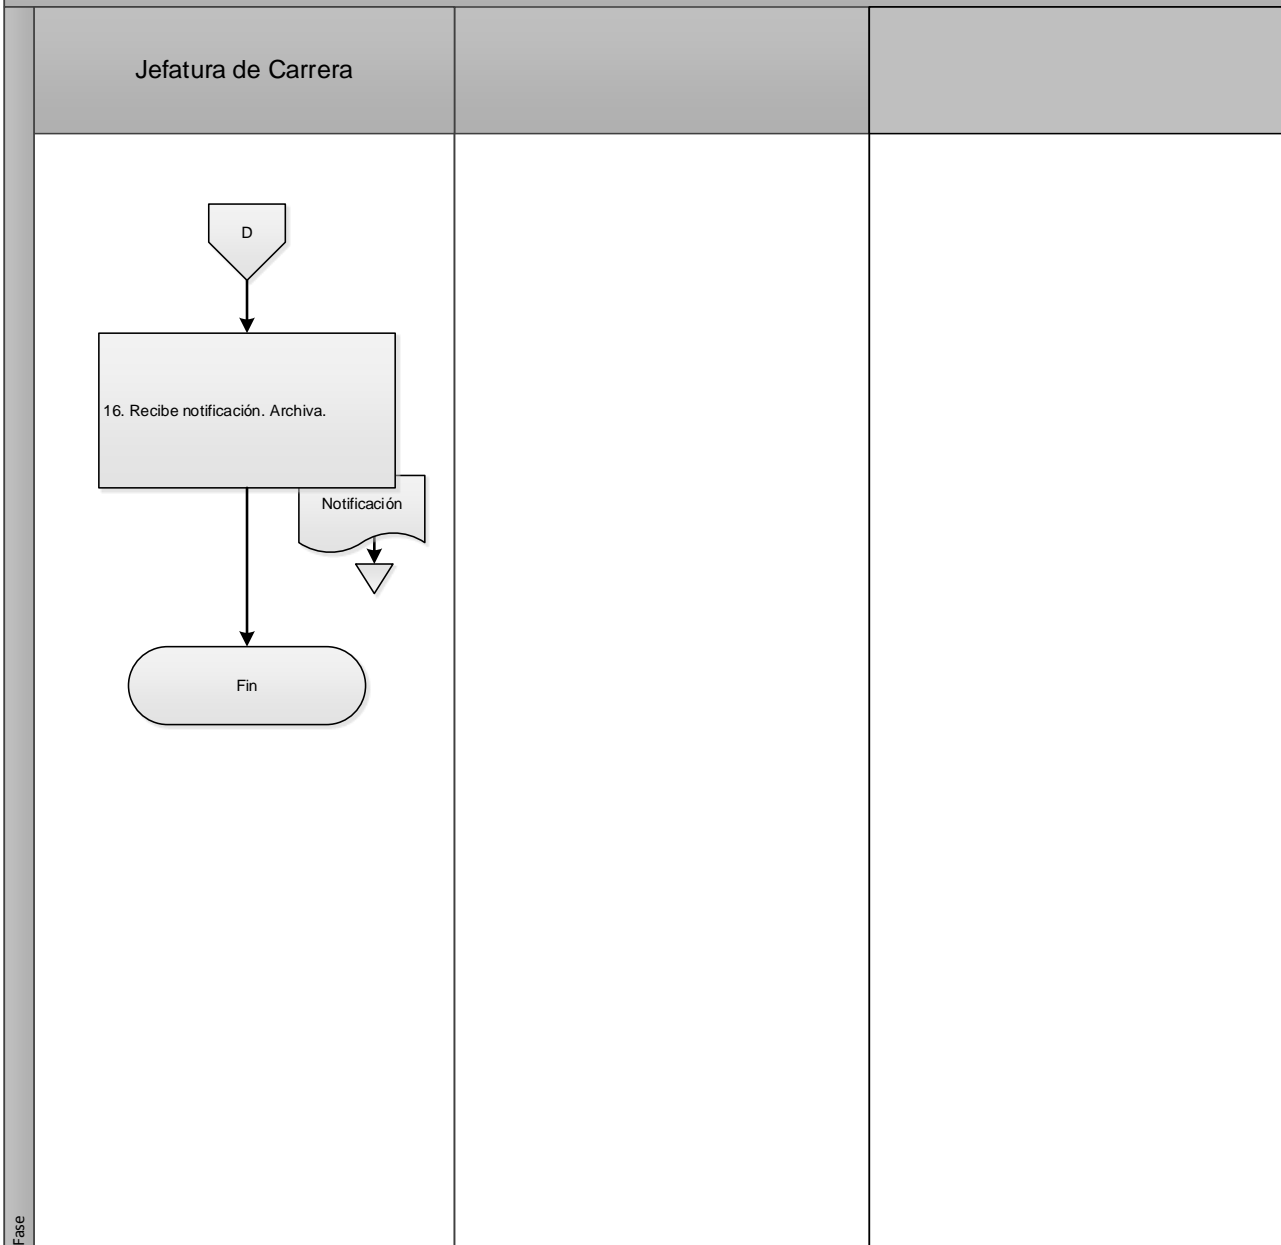 Jefatura de Carrera
D
16. Recibe notificación. Archiva.
Notificación
Fin
Fase